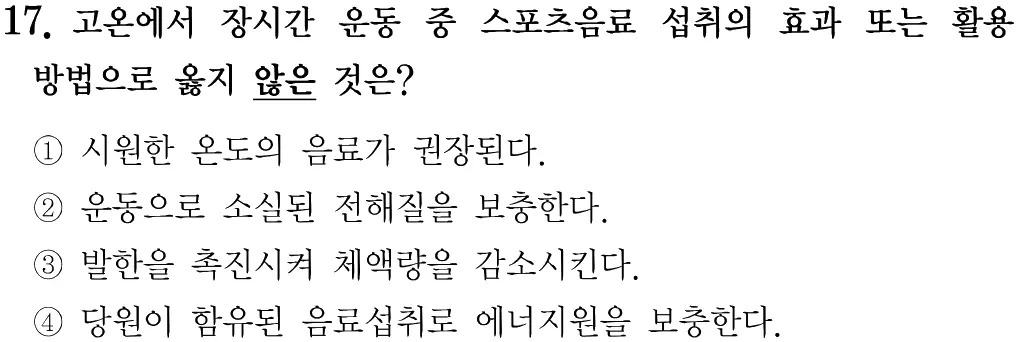 17. 고온에서 장시간 운동 중 스포츠음료 섭취의 효과 또는 활용
방법으로 옳지 않은 것은?
① 시원한 온도의 음료가 권장된다.
② 운동으로 소실된 전해질을 보충한다.
③ 발한을 촉진시켜 체액량을 감소시킨다.
④ 당원이 함유된 음료섭취로 에너지원을 보충한다.